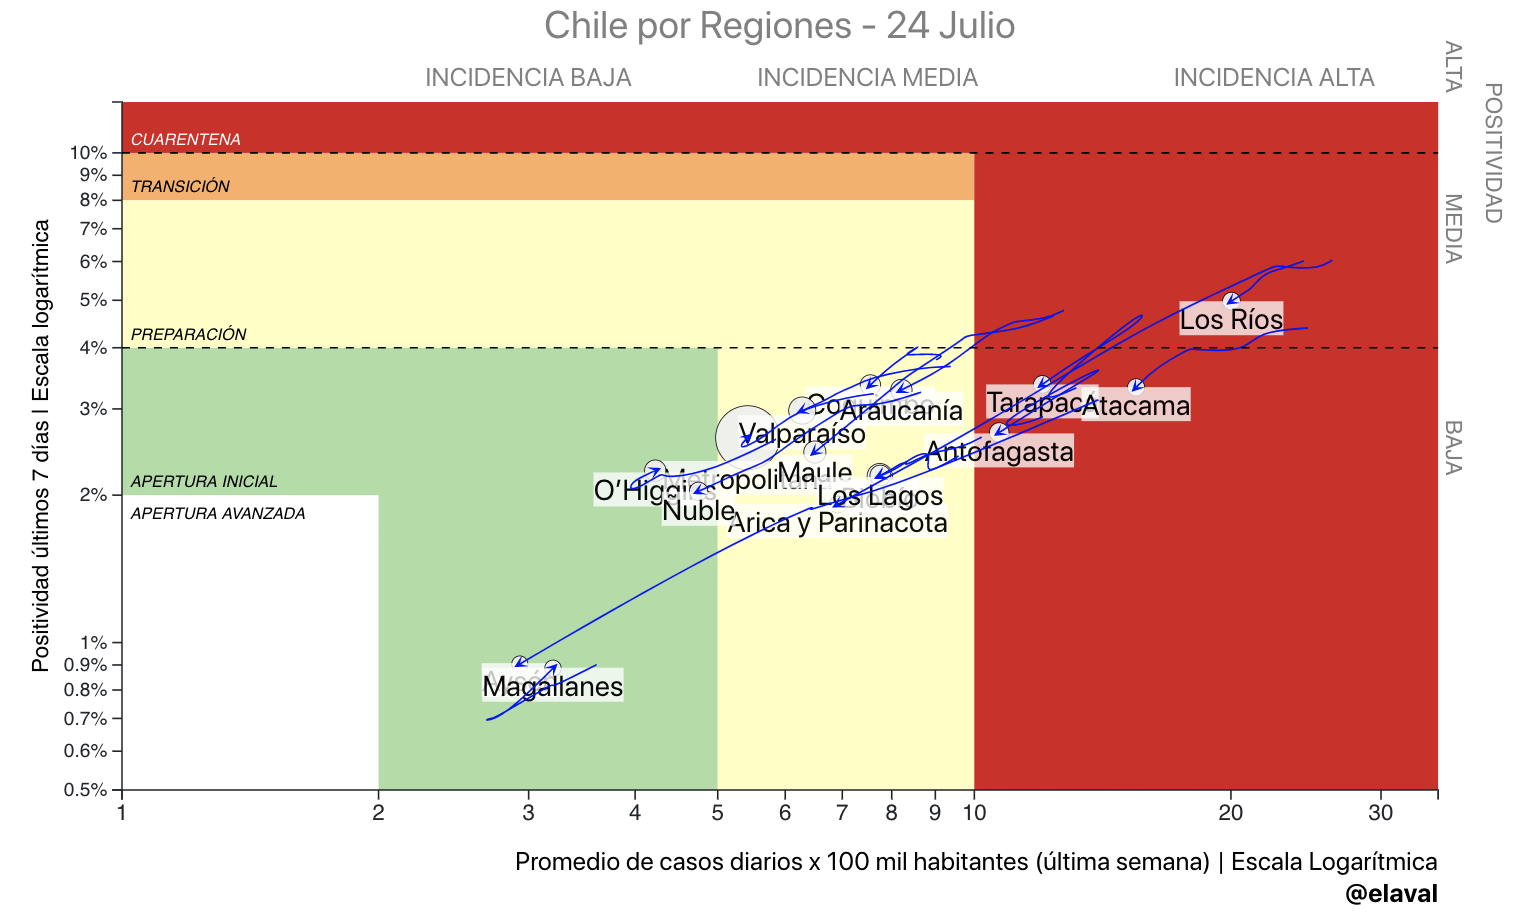 Chile por Regiones - 24 Julio
INCIDENCIA BAJA
INCIDENCIA MEDIA
INCIDENCIA ALTA
ALTA
MEDIA
BAJA
POSITIVIDAD
CUARENTENA
TRANSICIÓN
PREPARACIÓN
APERTURA INICIAL
APERTURA AVANZADA
Positividad últimos 7 días | Escala logarítmica
10%
9%
8%
7%
6%
5%
4%
3%
2%
1%
0.9%
0.8%
0.7%
0.6%
0.5%
Los Ríos
Tarapacá
Atacama
Coquimbo
Araucanía
Valparaíso
Antofagasta
Metropolitana
Maule
O'Higgins
Ñuble
Los Lagos
Biobío
Arica y Parinacota
Aysén
Magallanes
1
2
3
4
5
6
7
8
9
10
20
30
Promedio de casos diarios x 100 mil habitantes (última semana) | Escala Logarítmica
@elaval